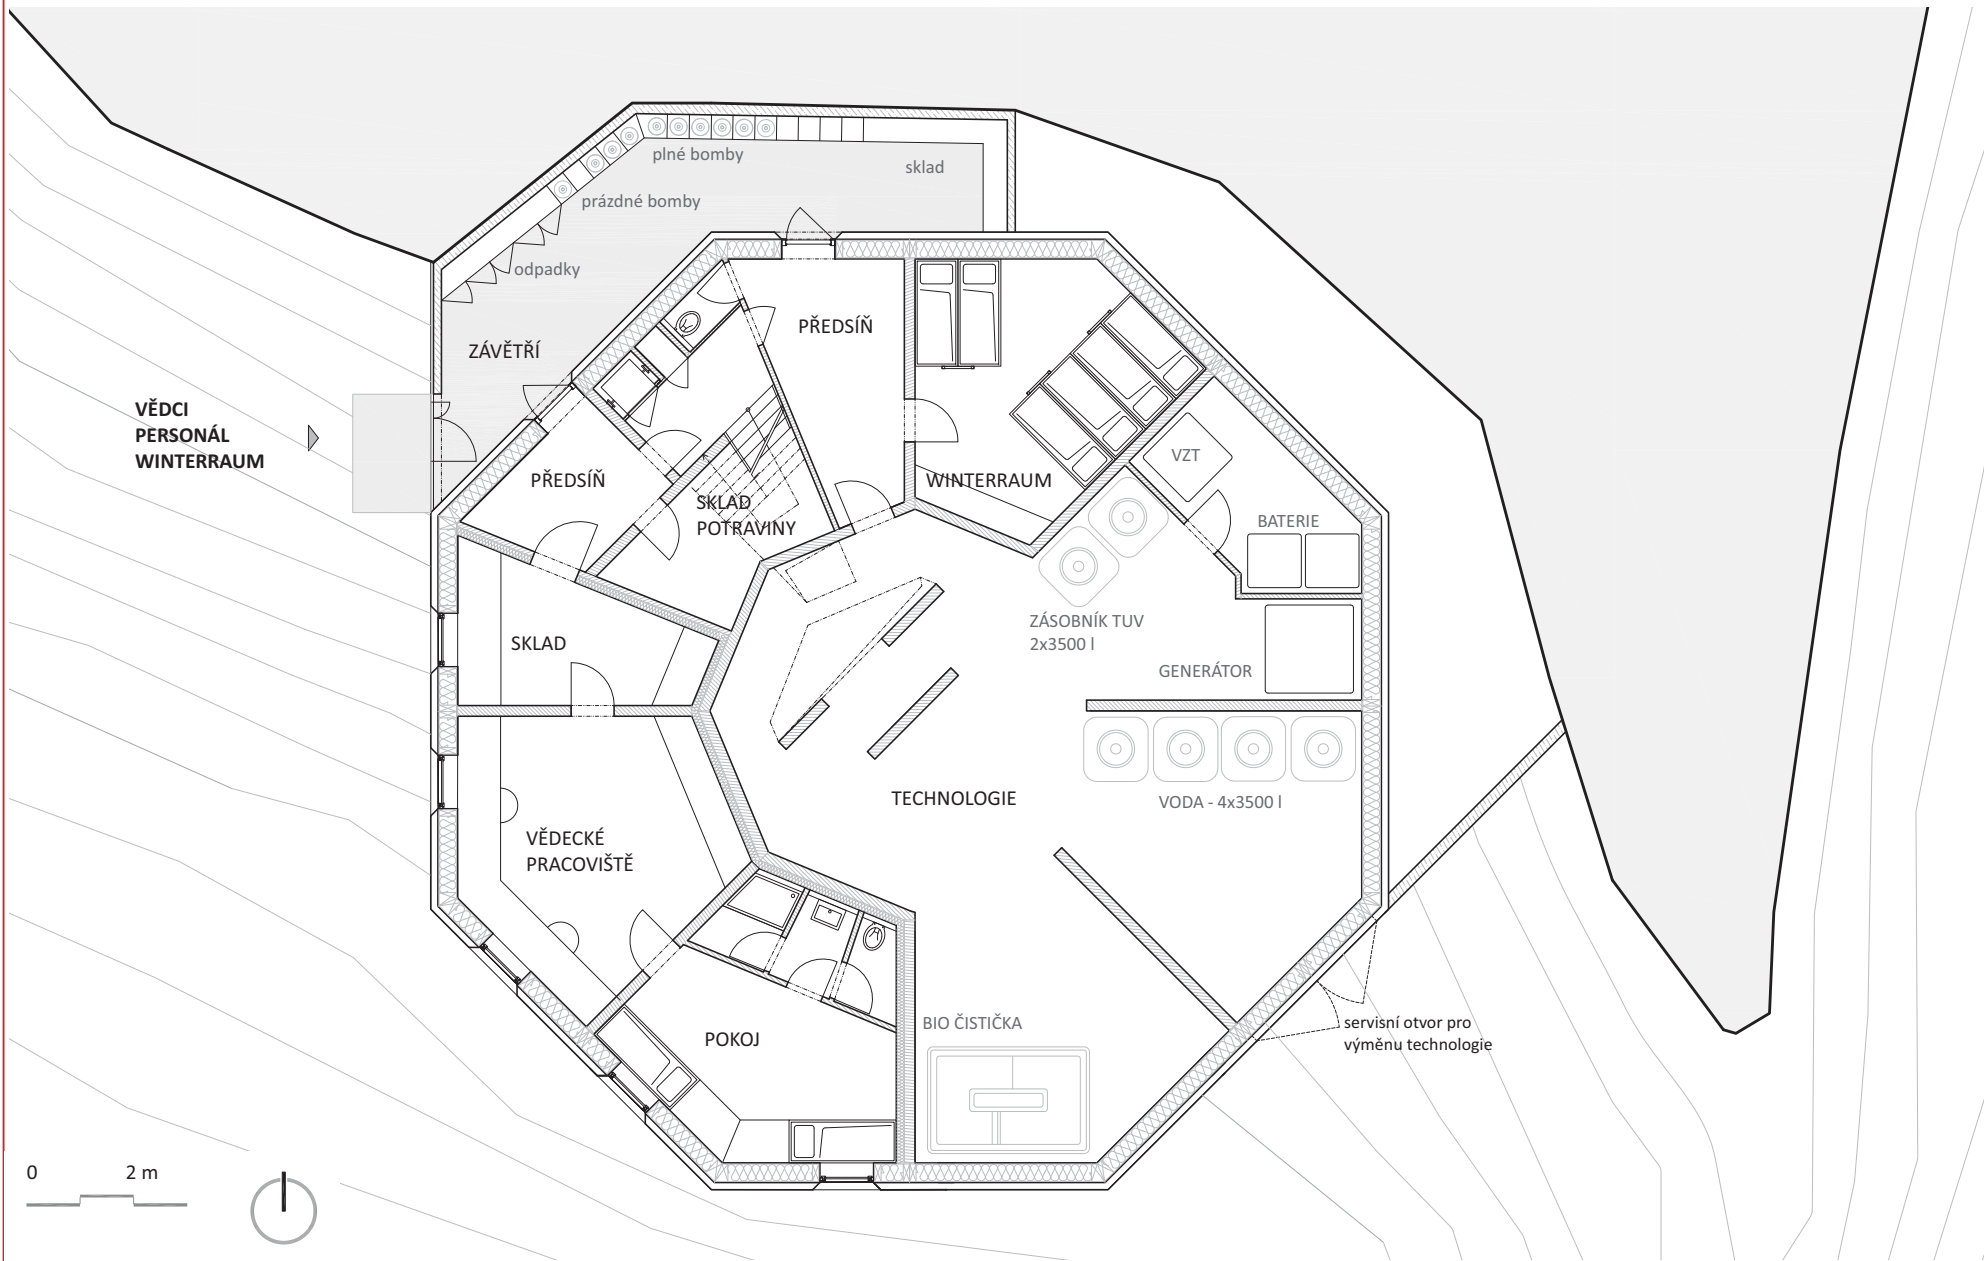 plné bomby
sklad
prázdné bomby
odpadky
PŘEDSÍŇ
ZÁVĚTŘÍ
VĚDCI
PERSONÁL
WINTERRAUM
VZT
PŘEDSÍŇ
WINTERRAUM
SKLAD
POTRAVINY
BATERIE
ZÁSOBNÍK TUV
2x3500 l
SKLAD
GENERÁTOR
TECHNOLOGIE
VODA - 4x3500 l
VĚDECKÉ
PRACOVIŠTĚ
BIO ČISTIČKA
servisní otvor pro
výměnu technologie
POKOJ
0 2 m